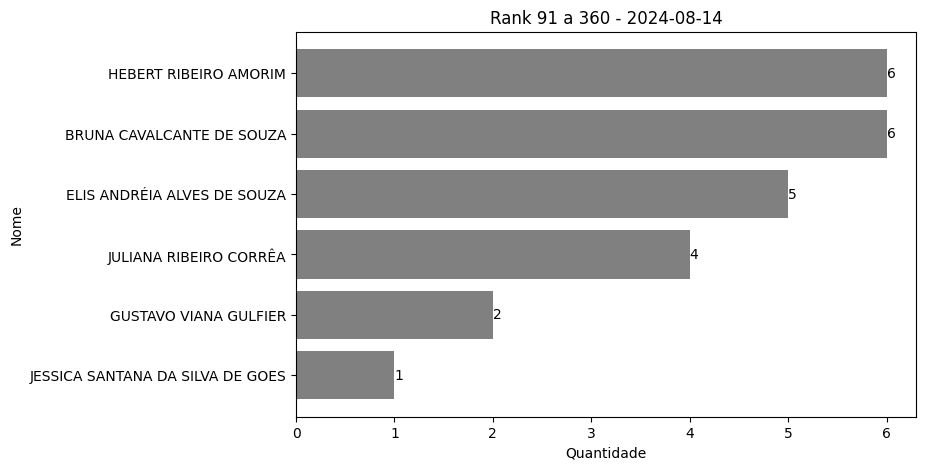 Rank 91 a 360 - 2024-08-14
Nome
HEBERT RIBEIRO AMORIM
6
BRUNA CAVALCANTE DE SOUZA
6
ELIS ANDRÉIA ALVES DE SOUZA
5
JULIANA RIBEIRO CORRÊA
4
GUSTAVO VIANA GULFIER
2
JESSICA SANTANA DA SILVA DE GOES
1
0 1 2 3 4 5 6
Quantidade